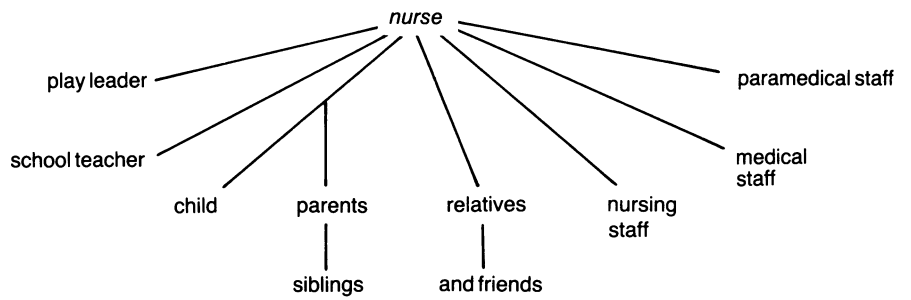 nurse
play leader
paramedical staff
school teacher
medical
staff
child
parents
relatives
nursing
staff
siblings
and friends